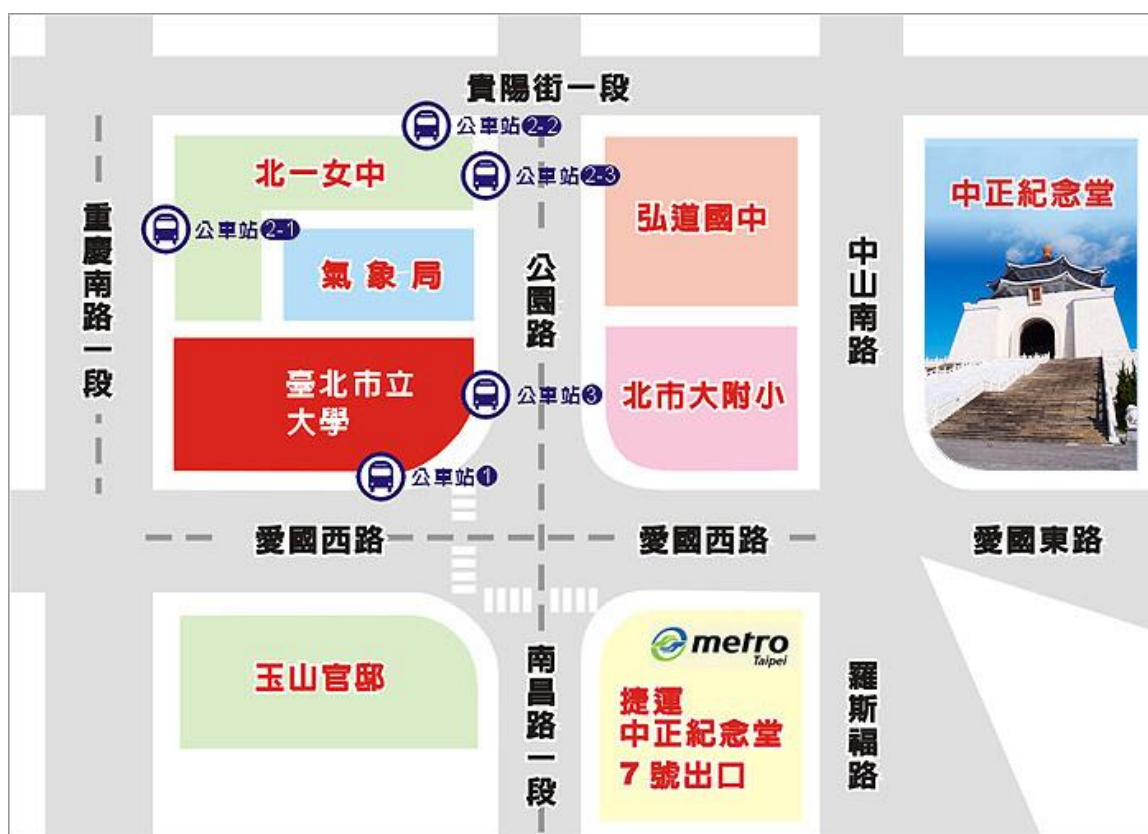 貴陽街一段
公車站2-2
北一女中
公車站2-3
中正紀念堂
弘道國中
公車站2-1
重慶南路一段
氣象局
公園路
中山南路
臺北市立
大學
公車站3
北市大附小
公車站1
愛國西路
愛國西路
愛國東路
metro
Taipei
玉山官邸
南昌路一段
捷運
中正紀念堂
7號出口
羅斯福路